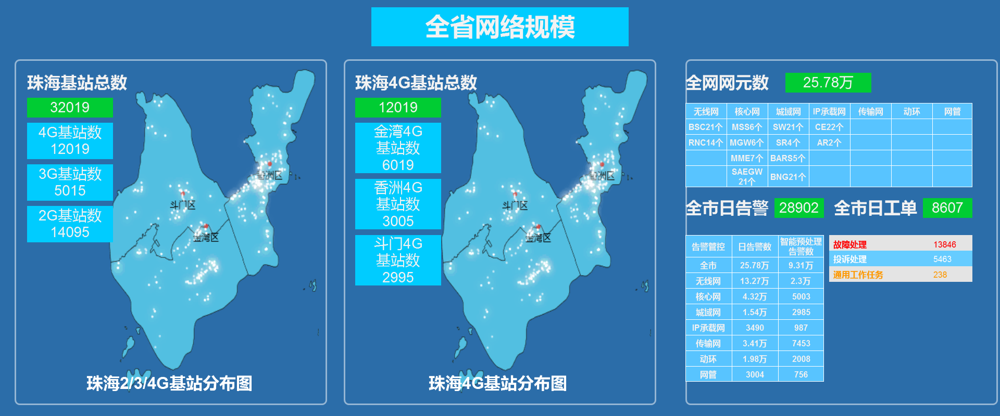 全省网络规模
珠海基站总数
32019
4G基站数
12019
3G基站数
5015
2G基站数
14095
香洲区
斗门区
金湾区
珠海2/3/4G基站分布图
珠海4G基站总数
12019
金湾4G
基站数
6019
香洲4G
基站数
3005
斗门4G
基站数
2995
香洲区
斗门区
金湾区
珠海4G基站分布图
全网网元数 25.78万
无线网 核心网 城域网 IP承载网 传输网 动环 网管
BSC21个 MSS6个 SW21个 CE22个
RNC14个 MGW6个 SR4个 AR2个
MME7个 BARS5个
SAEGW
21个 BNG21个
全市日告警 28902 全市日工单 8607
告警管控 日告警数 智能预处理
告警数
全市 25.78万 9.31万
无线网 13.27万 2.3万
核心网 4.32万 5003
城域网 1.54万 2985
IP承载网 3490 987
传输网 3.41万 7453
动环 1.98万 2008
网管 3004 756
故障处理 13846
投诉处理 5463
通用工作任务 238